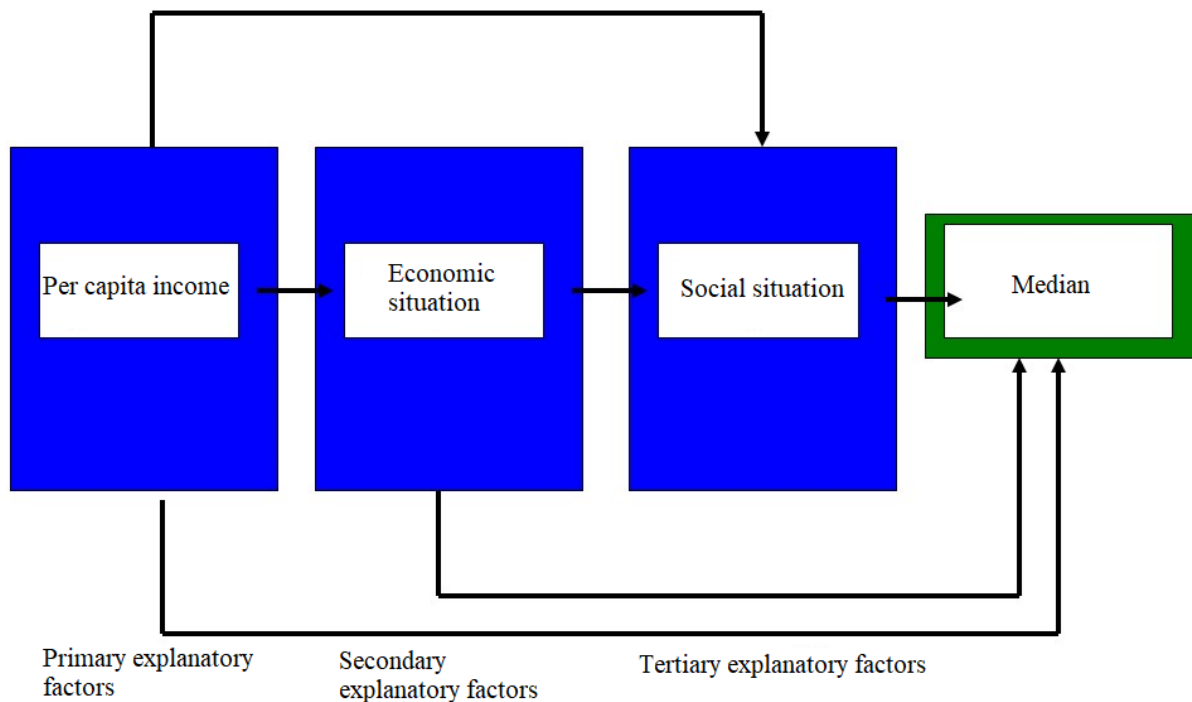 Per capita income
Economic
situation
Social situation
Median
Primary explanatory
factors
Secondary
explanatory factors
Tertiary explanatory factors